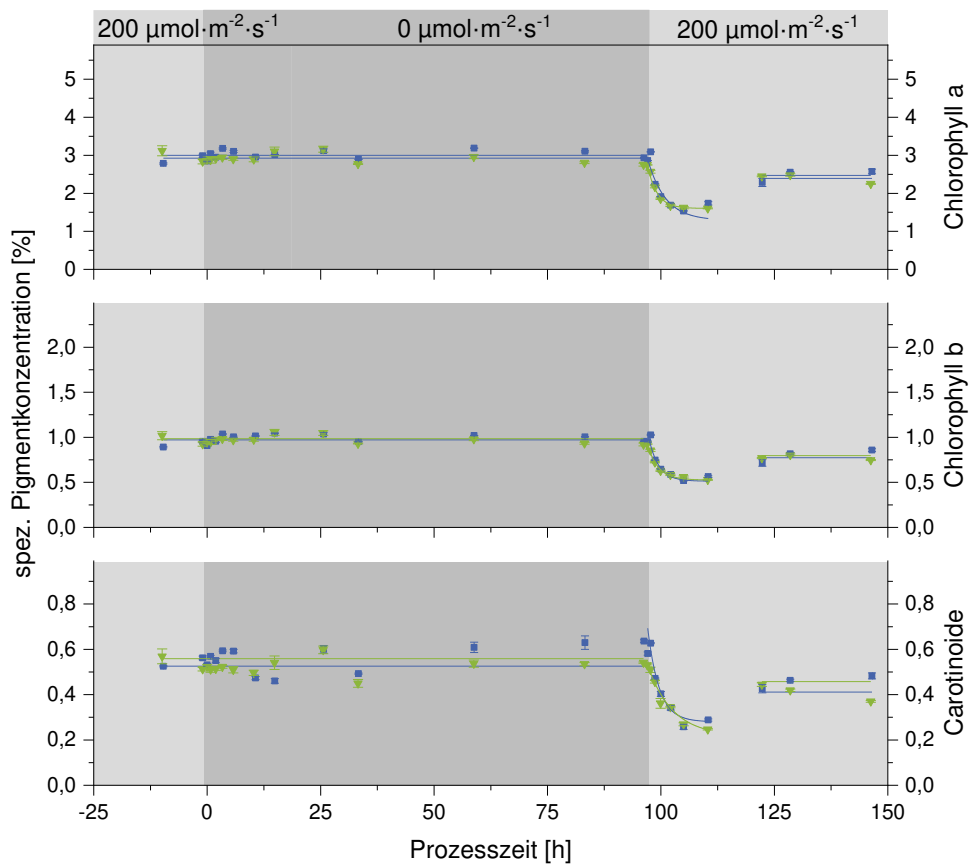 200 µmol·m⁻²·s⁻¹ 0 µmol·m⁻²·s⁻¹ 200 µmol·m⁻²·s⁻¹
spez. Pigmentkonzentration [%]
5 5
4 4
3 3
2 2
1 1
0 0
Chlorophyll a
2,0 2,0
1,5 1,5
1,0 1,0
0,5 0,5
0,0 0,0
Chlorophyll b
0,8 0,8
0,6 0,6
0,4 0,4
0,2 0,2
0,0 0,0
Carotinoide
-25 0 25 50 75 100 125 150
Prozesszeit [h]